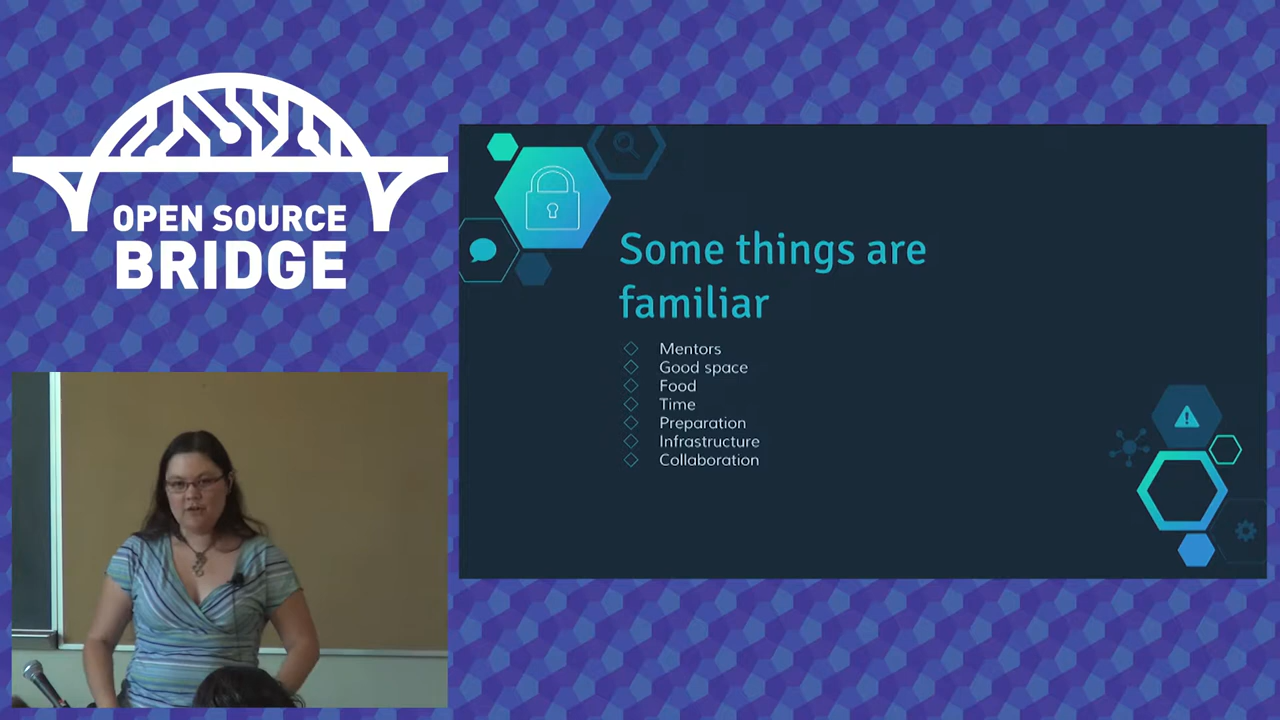 OPEN SOURCE
BRIDGE
Some things are
familiar
Mentors
Good space
Food
Time
Preparation
Infrastructure
Collaboration